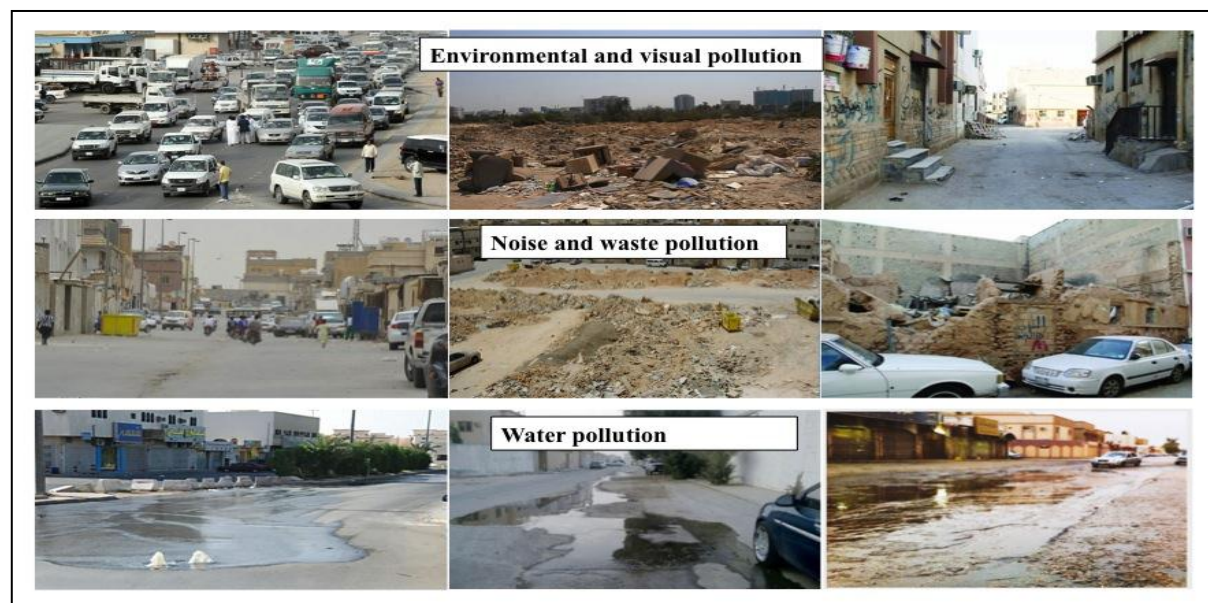 Environmental and visual pollution
Noise and waste pollution
Water pollution